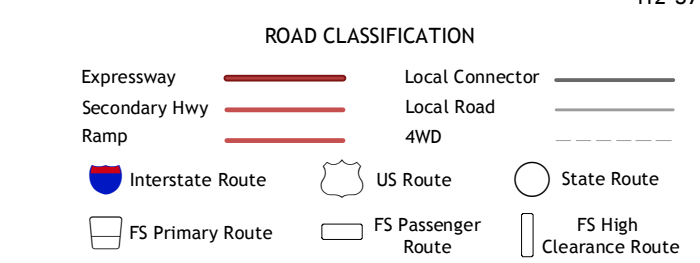 ROAD CLASSIFICATION
Expressway
Local Connector
Secondary Hwy
Local Road
Ramp
4WD
Interstate Route
US Route
State Route
FS Primary Route
FS Passenger
Route
FS High
Clearance Route